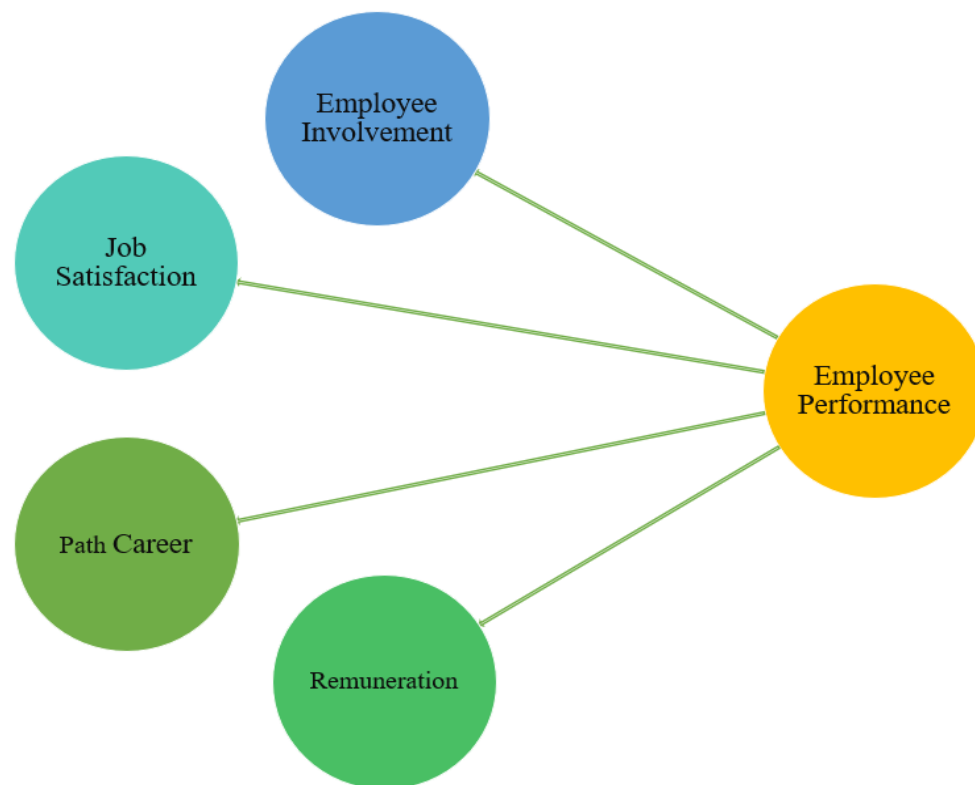 Employee
Involvement
Job
Satisfaction
Employee
Performance
Path Career
Remuneration